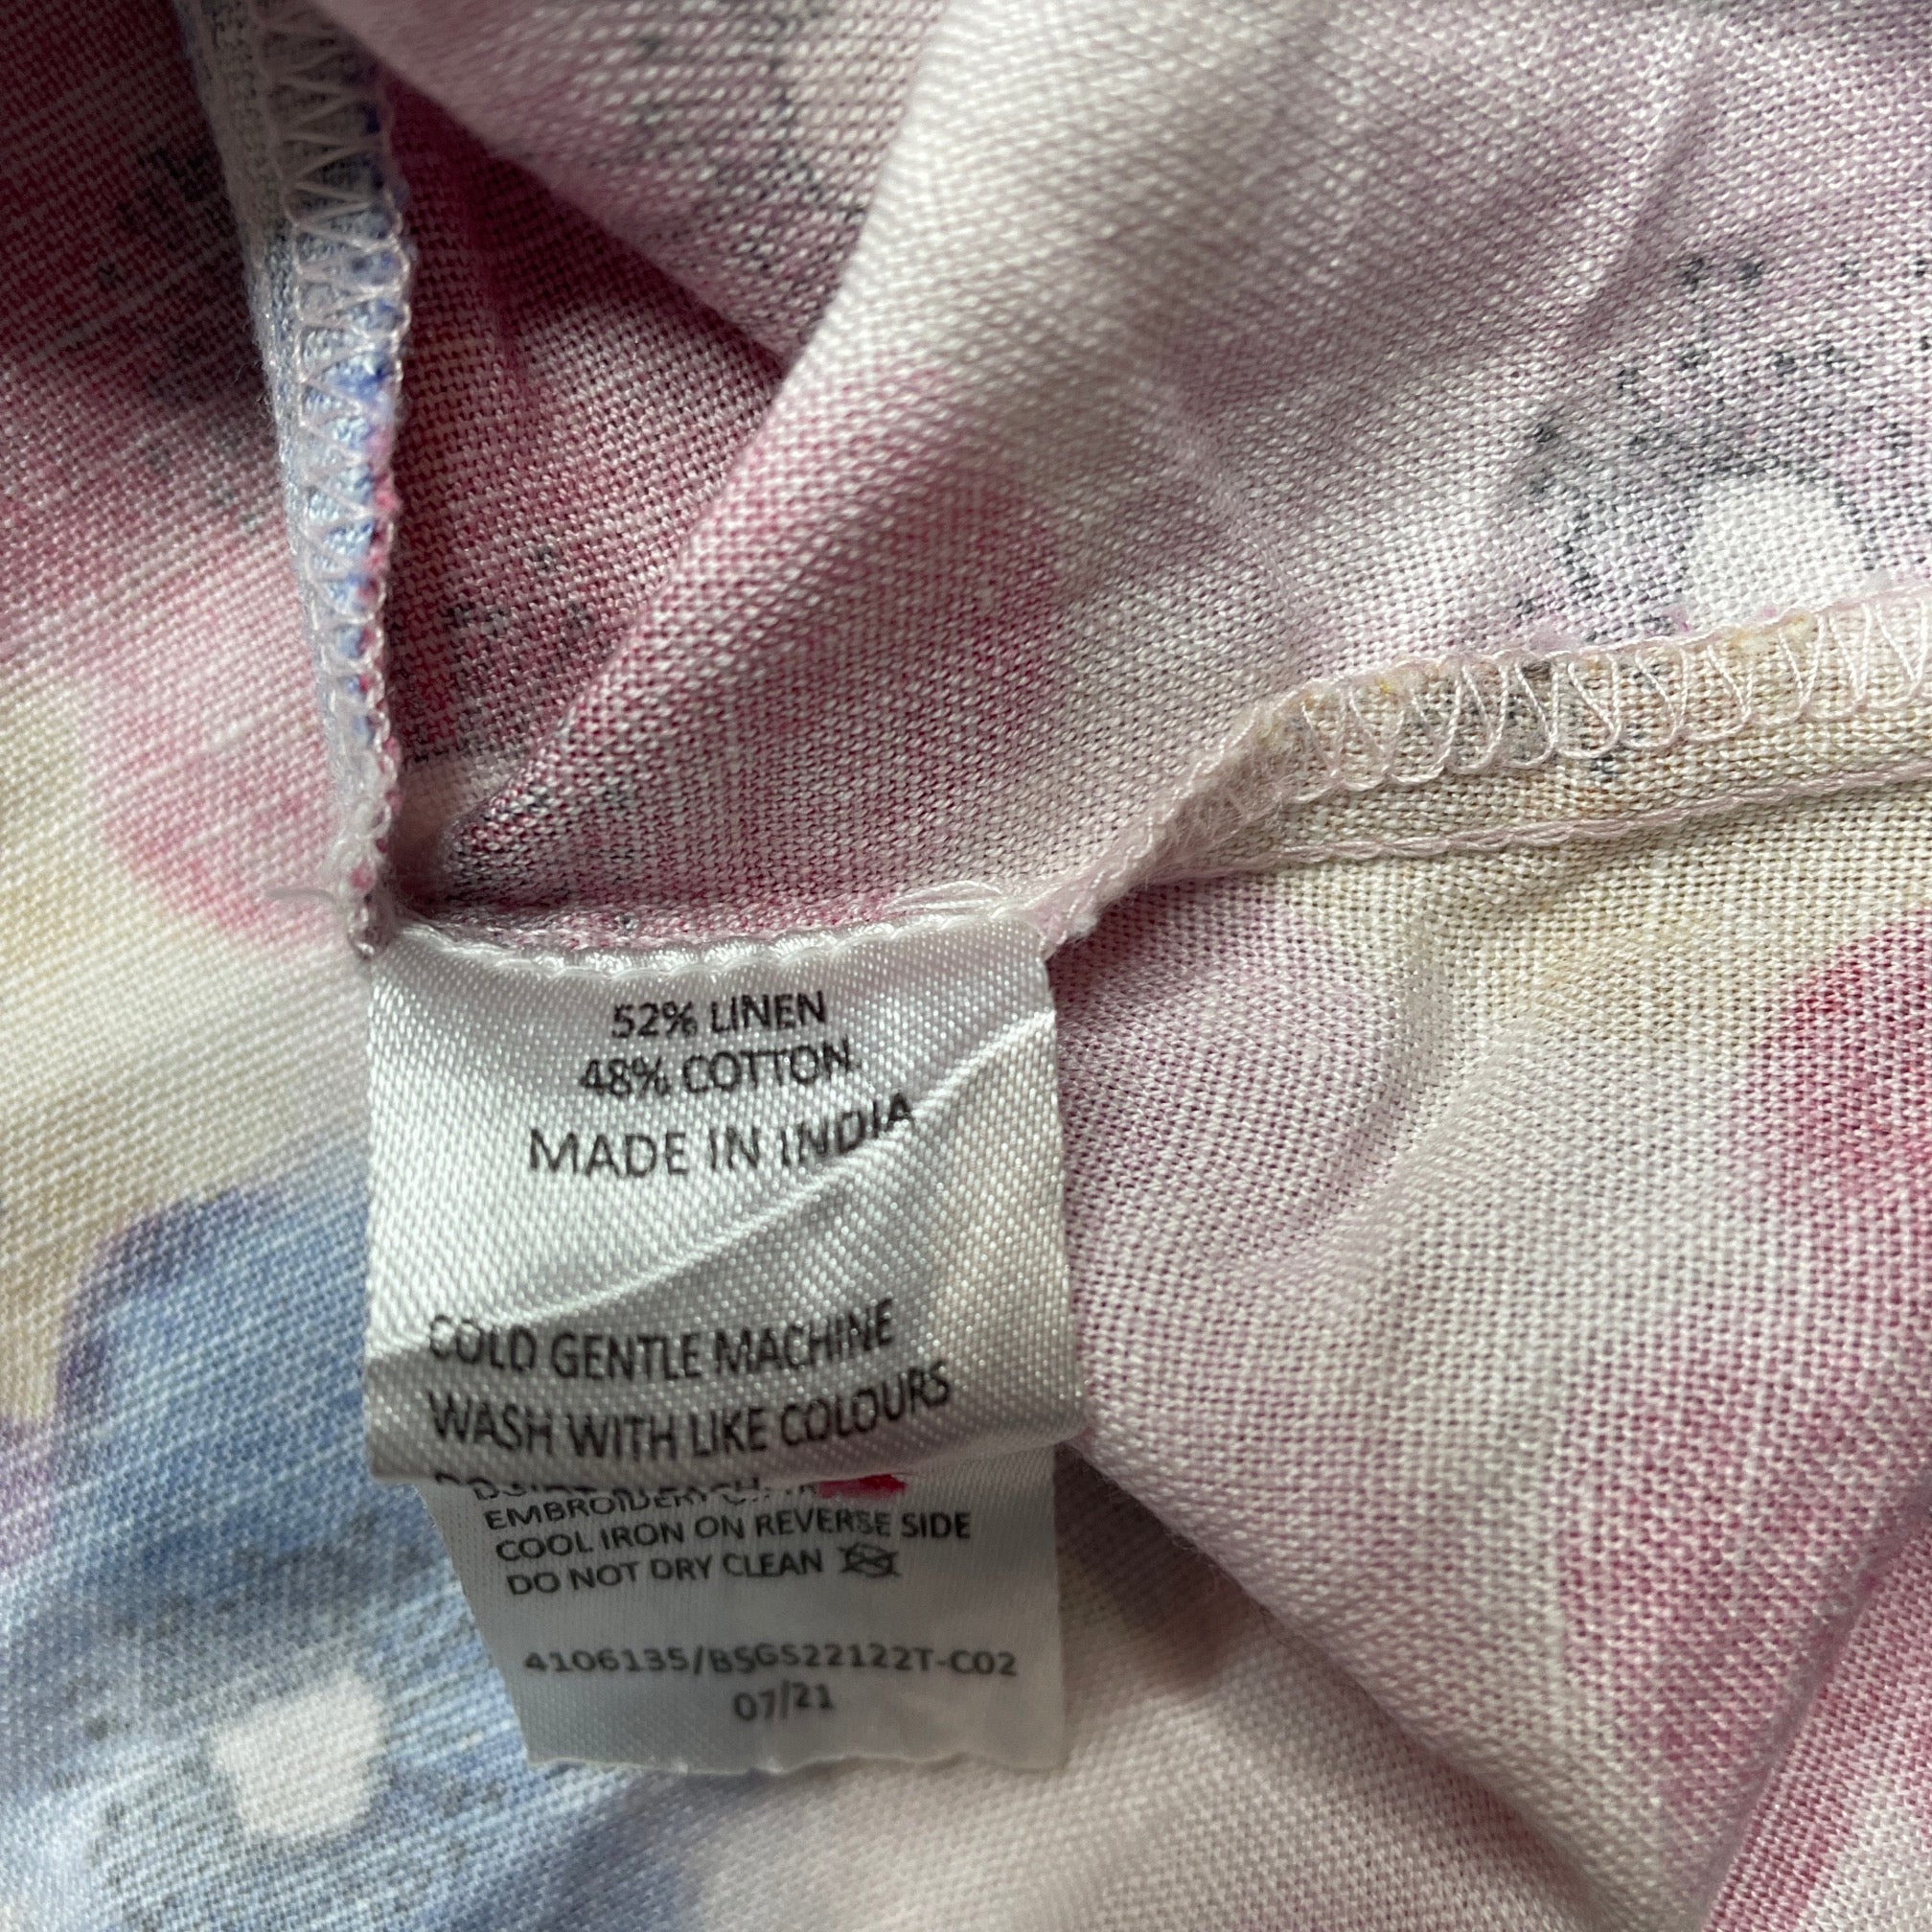 52% LINEN
48% COTTON
MADE IN INDIA
COLD GENTLE MACHINE
WASH WITH LIKE COLOURS
EMBROIDERY
COOL IRON ON REVERSE SIDE
DO NOT DRY CLEAN
4106135/BSGS22122T-C02
07/21